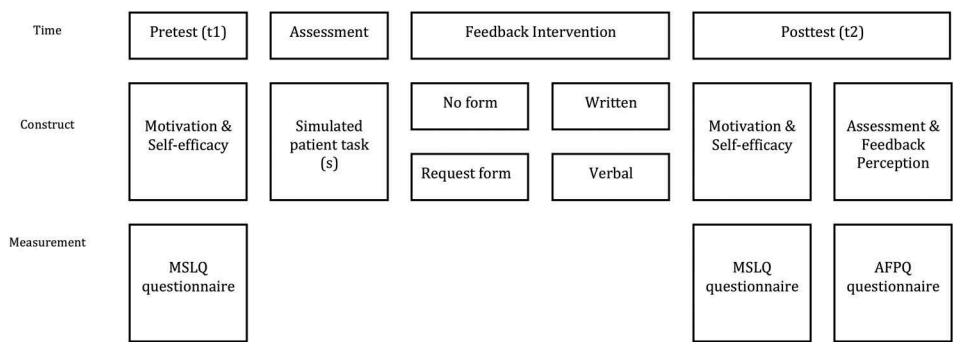 Time
Pretest (t1)
Assessment
Feedback Intervention
Posttest (t2)
Construct
Motivation &
Self-efficacy
Simulated
patient task
(s)
No form
Written
Request form
Verbal
Motivation &
Self-efficacy
Assessment &
Feedback
Perception
Measurement
MSLQ
questionnaire
MSLQ
questionnaire
AFPQ
questionnaire